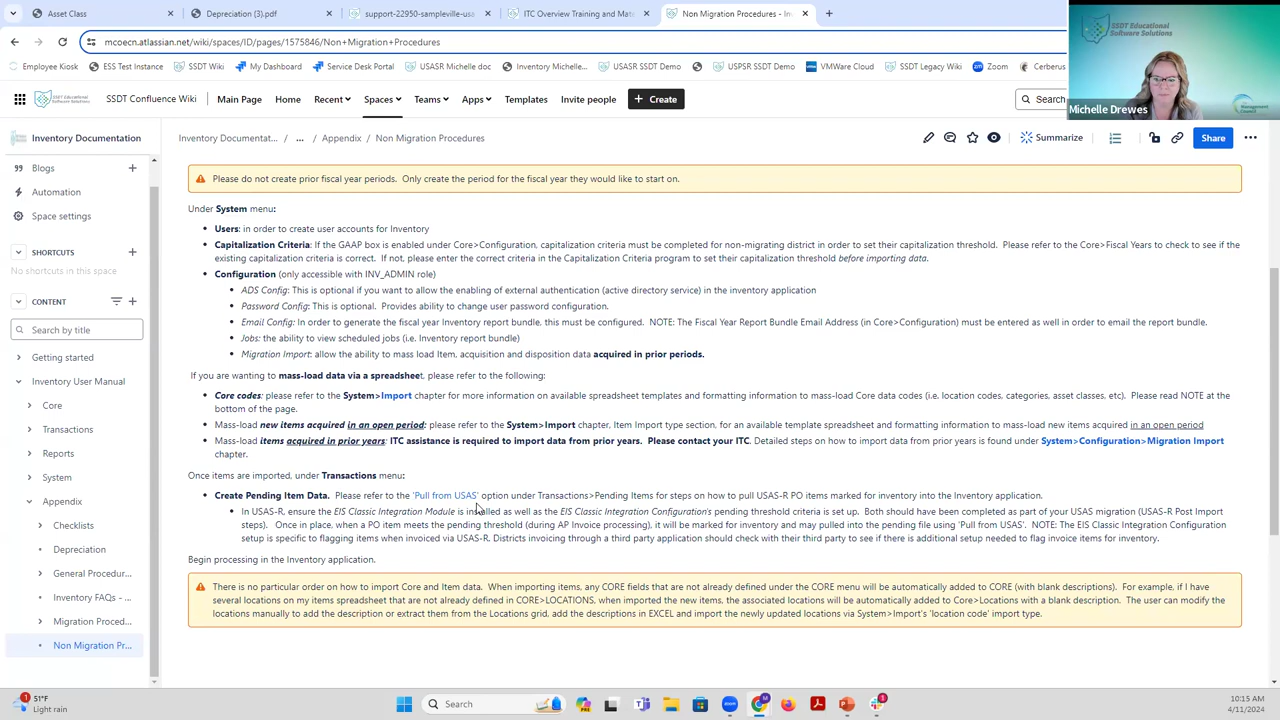 Asset Class
Depreciation (3).pdf
support-22950-sampleville-usa
ITC Overview Training and Mate
Non Migration Procedures - Inv
mcoecn.atlassian.net/wiki/spaces/ID/pages/1575846/Non+Migration+Procedures
Employee Kiosk
ESS Test Instance
SSDT Wiki
My Dashboard
Service Desk Portal
USASR Michelle doc
Inventory Michelle...
USASR SSDT Demo
USPSR SSDT Demo
VMWare Cloud
SSDT Legacy Wiki
Zoom
Cerberus
SSDT Educational
Software Solutions
Michelle Drewes
SSDT Confluence Wiki
Main Page
Home
Recent
Spaces
Teams
Apps
Templates
Invite people
Create
Search
Inventory Documentation
Inventory Documentat... / ... / Appendix / Non Migration Procedures
Summarize
Share
Blogs
Automation
Space settings
SHORTCUTS
No shortcuts in this space
CONTENT
Search by title
Getting started
Inventory User Manual
Core
Transactions
Reports
System
Appendix
Checklists
Depreciation
General Procedur...
Inventory FAQs - ...
Migration Proced...
Non Migration Pr...
Please do not create prior fiscal year periods. Only create the period for the fiscal year they would like to start on.
Under System menu:
Users: in order to create user accounts for Inventory
Capitalization Criteria: If the GAAP box is enabled under Core>Configuration, capitalization criteria must be completed for non-migrating district in order to set their capitalization threshold. Please refer to the Core>Fiscal Years to check to see if the
existing capitalization criteria is correct. If not, please enter the correct criteria in the Capitalization Criteria program to set their capitalization threshold before importing data.
Configuration (only accessible with INV_ADMIN role)
ADS Config: This is optional if you want to allow the enabling of external authentication (active directory service) in the inventory application
Password Config: This is optional. Provides ability to change user password configuration.
Email Config: In order to generate the fiscal year Inventory report bundle, this must be configured. NOTE: The Fiscal Year Report Bundle Email Address (in Core>Configuration) must be entered as well in order to email the report bundle.
Jobs: the ability to view scheduled jobs (i.e. Inventory report bundle)
Migration Import: allow the ability to mass load Item, acquisition and disposition data acquired in prior periods.
If you are wanting to mass-load data via a spreadsheet, please refer to the following:
Core codes: please refer to the System>Import chapter for more information on available spreadsheet templates and formatting information to mass-load Core data codes (i.e. location codes, categories, asset classes, etc). Please read NOTE at the
bottom of the page.
Mass-load new items acquired in an open period: please refer to the System>Import chapter, Item Import type section, for an available template spreadsheet and formatting information to mass-load new items acquired in an open period
Mass-load items acquired in prior years: ITC assistance is required to import data from prior years. Please contact your ITC. Detailed steps on how to import data from prior years is found under System>Configuration>Migration Import
chapter.
Once items are imported, under Transactions menu:
Create Pending Item Data. Please refer to the 'Pull from USAS' option under Transactions>Pending Items for steps on how to pull USAS-R PO items marked for inventory into the Inventory application.
In USAS-R, ensure the EIS Classic Integration Module is installed as well as the EIS Classic Integration Configuration's pending threshold criteria is set up. Both should have been completed as part of your USAS migration (USAS-R Post Import
steps). Once in place, when a PO item meets the pending threshold (during AP Invoice processing), it will be marked for inventory and may pulled into the pending file using 'Pull from USAS'. NOTE: The EIS Classic Integration Configuration
setup is specific to flagging items when invoiced via USAS-R. Districts invoicing through a third party application should check with their third party to see if there is additional setup needed to flag invoice items for inventory.
Begin processing in the Inventory application.
There is no particular order on how to import Core and Item data. When importing items, any CORE fields that are not already defined under the CORE menu will be automatically added to CORE (with blank descriptions). For example, if I have
several locations on my items spreadsheet that are not already defined in CORE>LOCATIONS, when imported the new items, the associated locations will be automatically added to Core>Locations with a blank description. The user can modify the
locations manually to add the description or extract them from the Locations grid, add the descriptions in EXCEL and import the newly updated locations via System>Import's 'location code' import type.
1
51°F
Light rain
Search
10:15 AM
4/11/2024